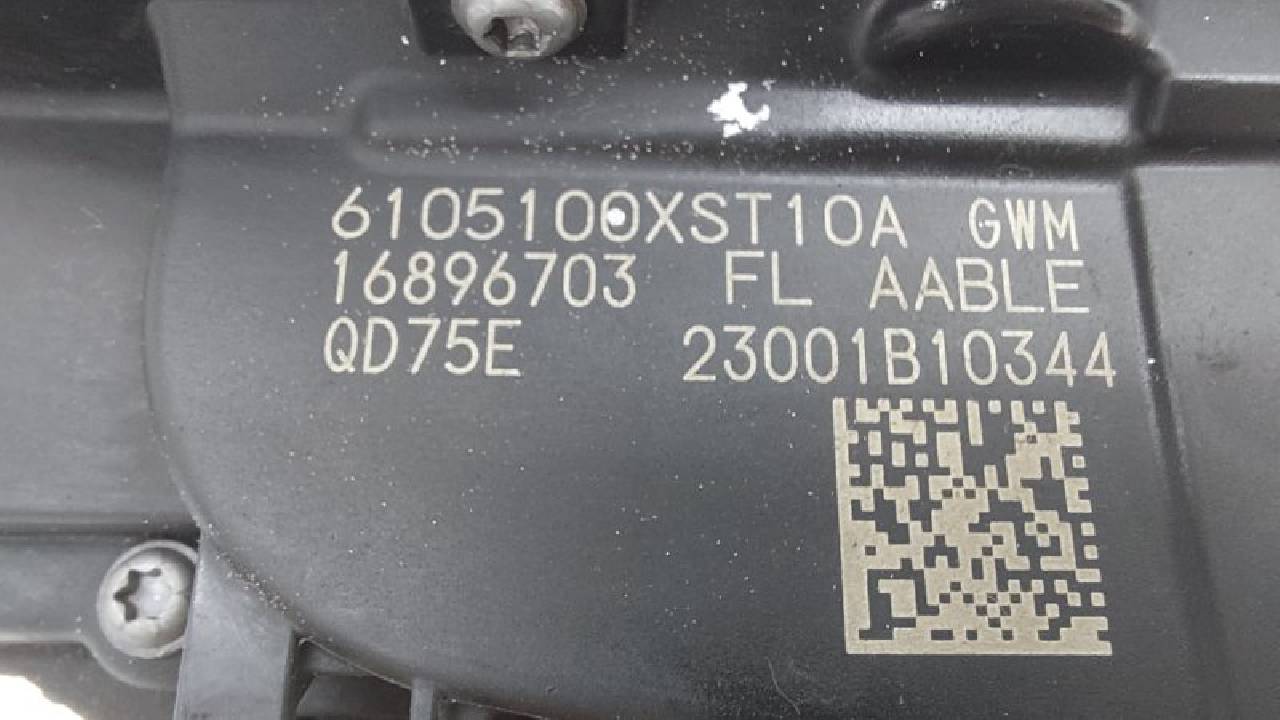 6105100XST10A GWM
16896703 FL AABLE
QD75E 23001B10344